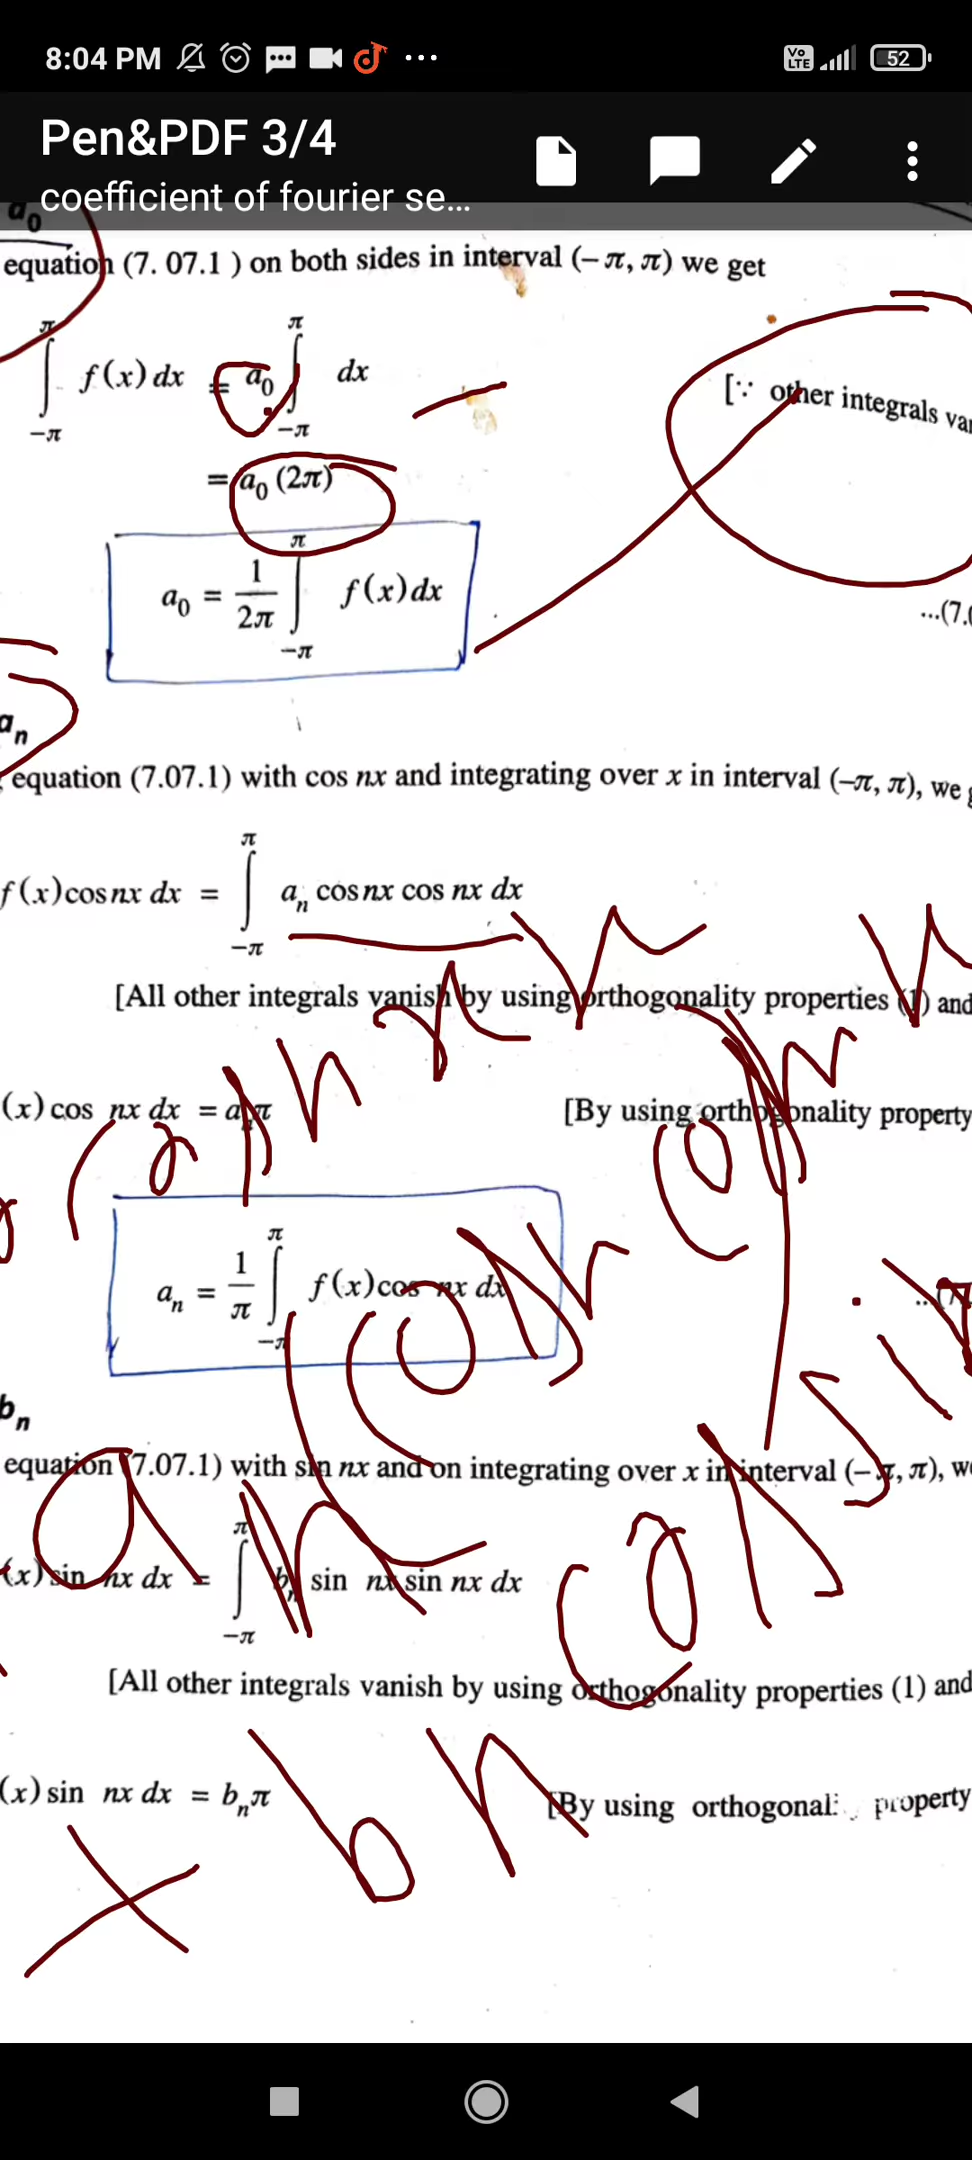 8:04 PM ... Vo LTE 52
Pen&PDF 3/4
coefficient of fourier se...
a₀
equation (7. 07.1 ) on both sides in interval (− π, π) we get
∫_{−π}^{π} f(x) dx = a₀ ∫_{−π}^{π} dx [∵ other integrals va
= a₀ (2π)
a₀ = 1/2π ∫_{−π}^{π} f(x) dx
...(7.0
aₙ
equation (7.07.1) with cos nx and integrating over x in interval (−π, π), we g
f(x) cos nx dx = ∫_{−π}^{π} aₙ cos nx cos nx dx
[All other integrals vanish by using orthogonality properties (1) and
(x) cos nx dx = aₙπ [By using orthogonality property
aₙ = 1/π ∫_{−π}^{π} f(x) cos nx dx
bₙ
equation (7.07.1) with sin nx and on integrating over x in interval (− π, π), we
(x) sin nx dx = ∫_{−π}^{π} bₙ sin nx sin nx dx
[All other integrals vanish by using orthogonality properties (1) and
(x) sin nx dx = bₙπ [By using orthogonal property
bn